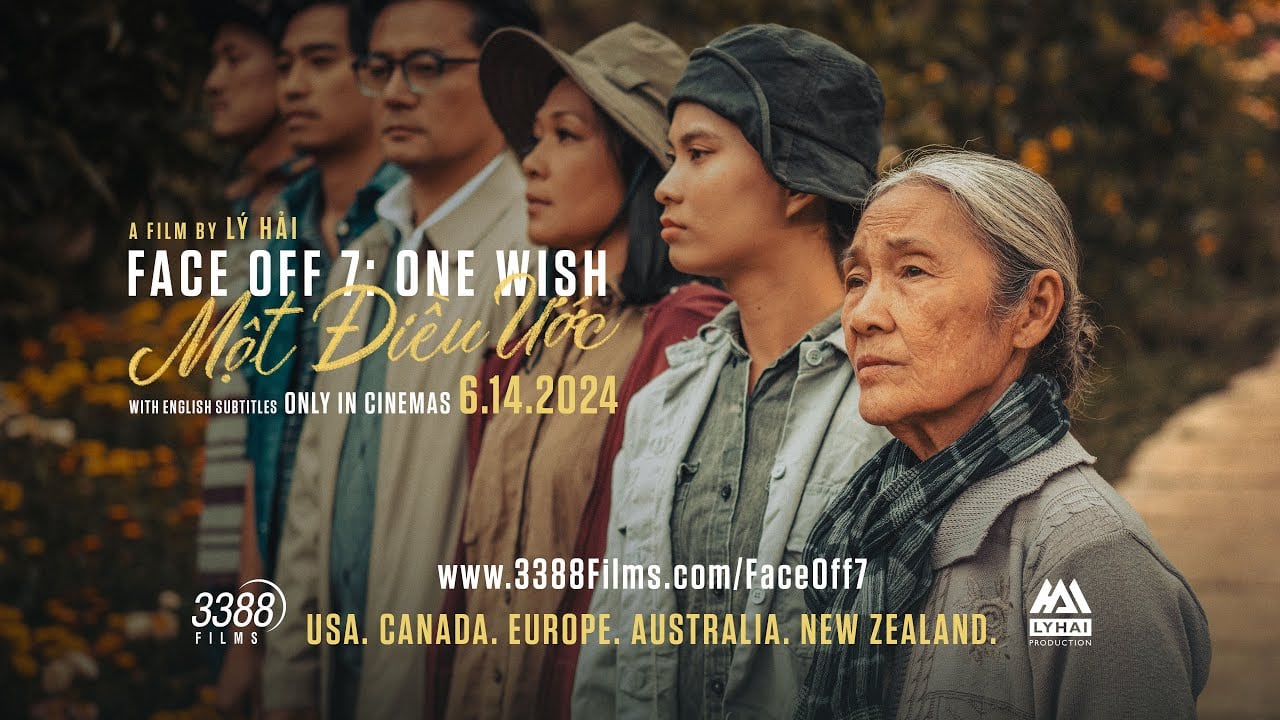 A FILM BY LÝ HẢI
FACE OFF 7: ONE WISH
Một Điều Ước
WITH ENGLISH SUBTITLES ONLY IN CINEMAS 6.14.2024
www.3388Films.com/FaceOff7
3388
FILMS
USA. CANADA. EUROPE. AUSTRALIA. NEW ZEALAND.
HAI
LYHAI
PRODUCTION